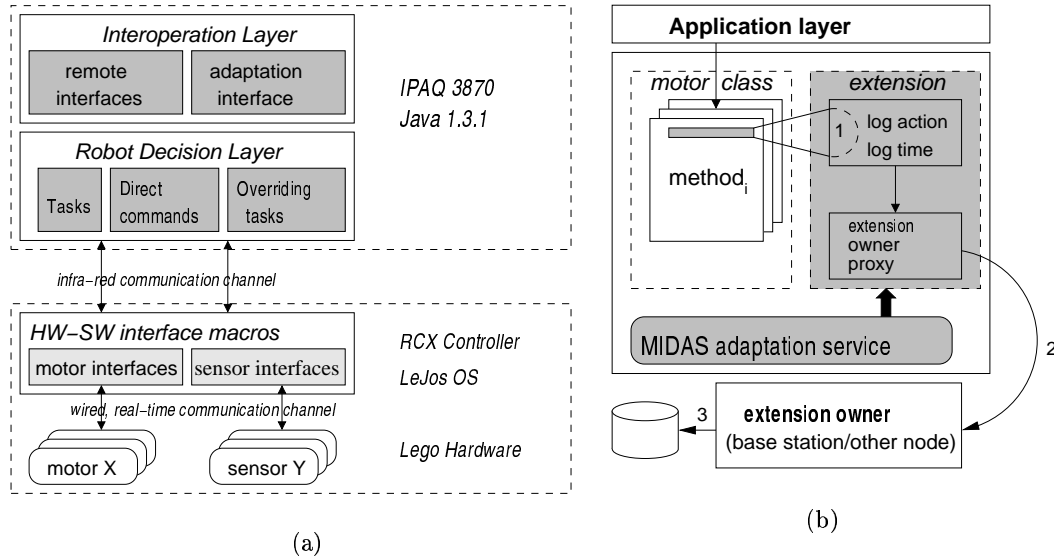 Interoperation Layer
remote
interfaces
adaptation
interface
IPAQ 3870
Java 1.3.1
Robot Decision Layer
Tasks
Direct
commands
Overriding
tasks
infra−red communication channel
HW−SW interface macros
motor interfaces
sensor interfaces
RCX Controller
LeJos OS
wired, real−time communication channel
motor X
sensor Y
Lego Hardware
(a)
Application layer
motor class
extension
method i
1
log action
log time
extension
owner
proxy
MIDAS adaptation service
2
3
extension owner
(base station/other node)
(b)